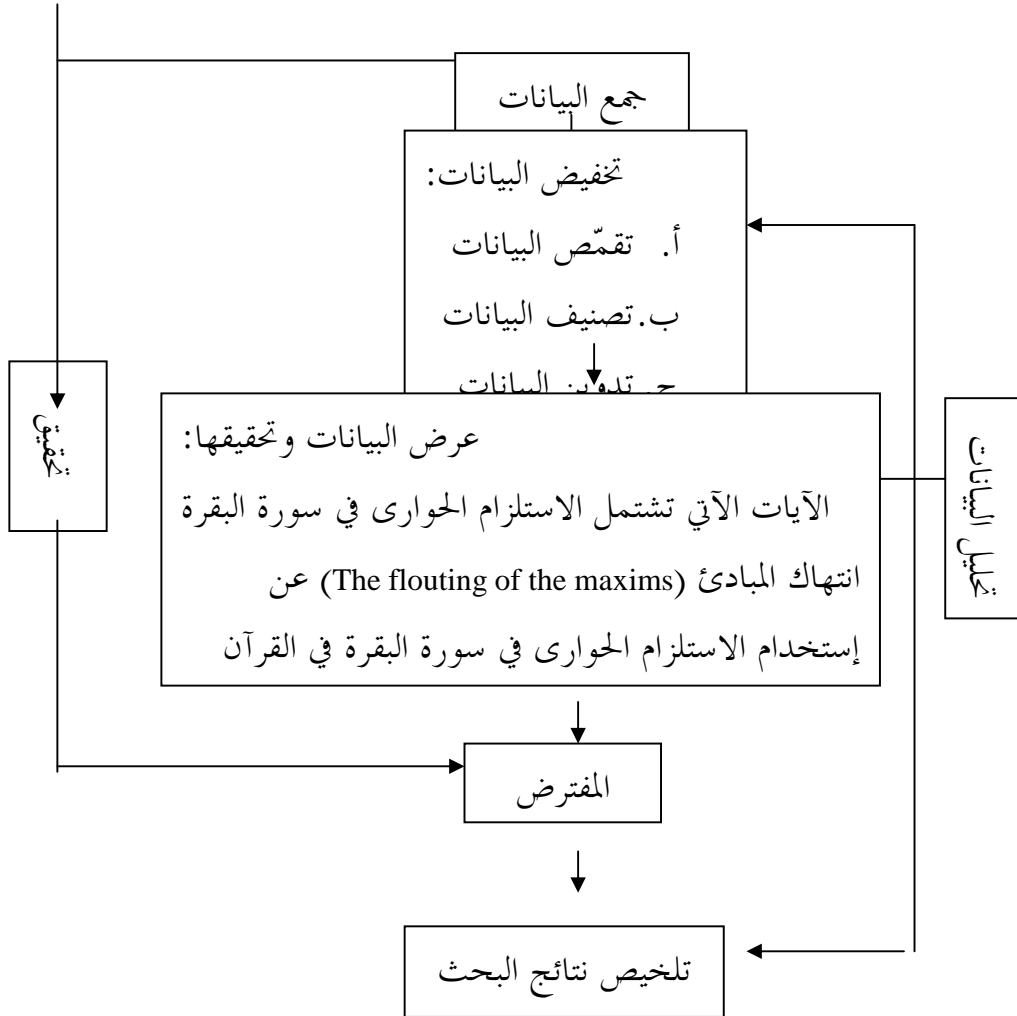 جمع البيانات
تخفيض البيانات:
أ. تقمّص البيانات
ب. تصنيف البيانات
ج. تدوين البيانات
عرض البيانات وتحقيقها:
الآيات الآتي تشتمل الاستلزام الحوارى في سورة البقرة
انتهاك المبادئ (The flouting of the maxims) عن
إستخدام الاستلزام الحوارى في سورة البقرة في القرآن
تحقيق
تحليل البيانات
المفترض
تلخيص نتائج البحث